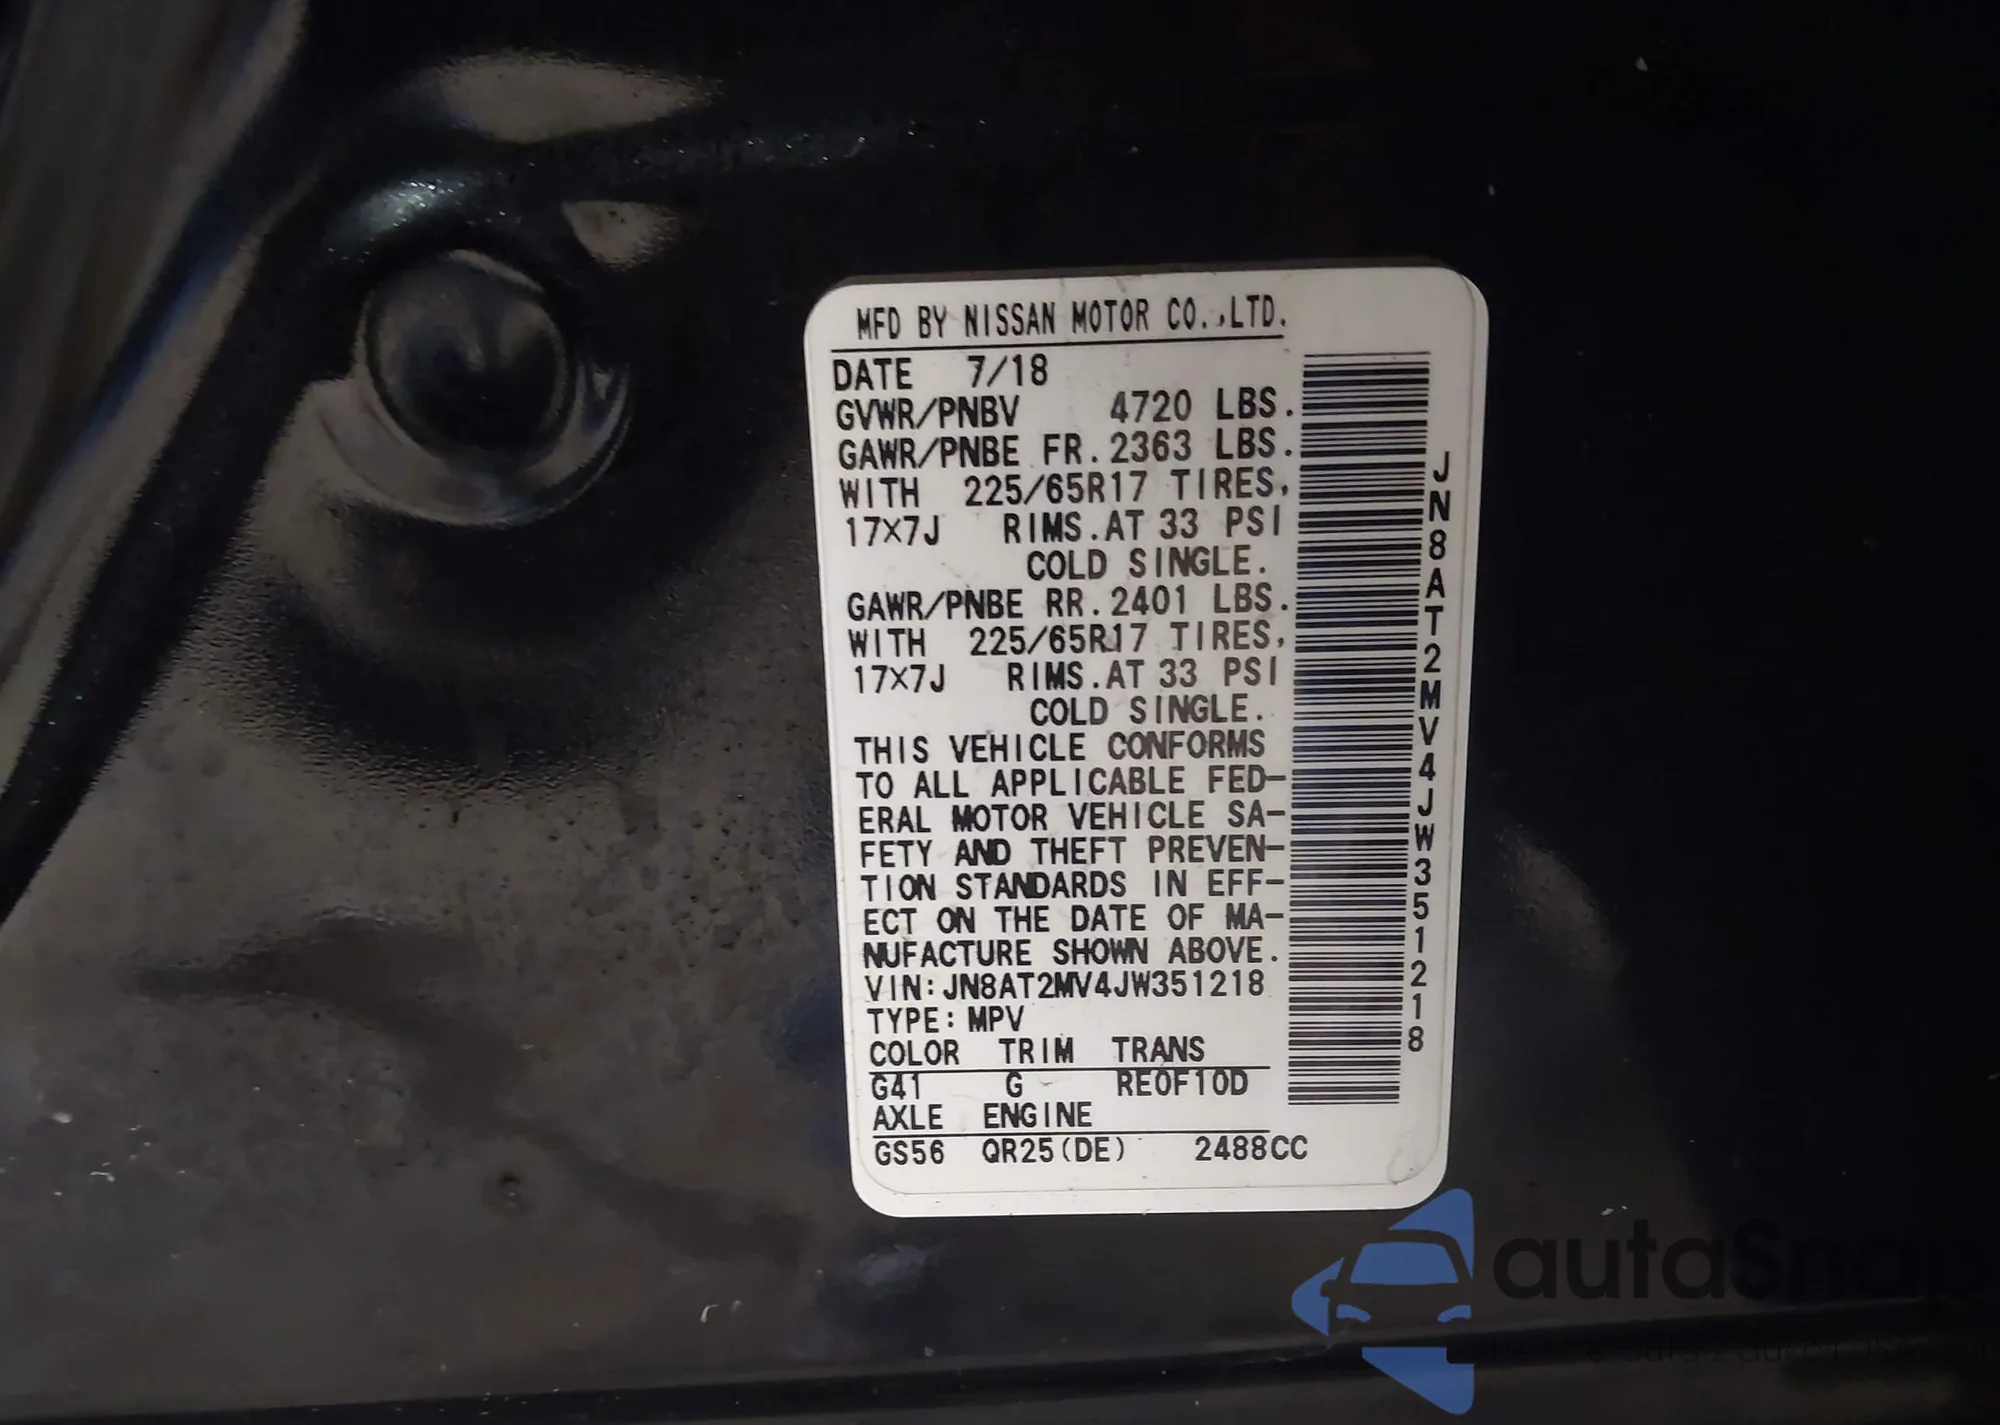 MFD BY NISSAN MOTOR CO.,LTD.
DATE 7/18
GVWR/PNBV 4720 LBS.
GAWR/PNBE FR.2363 LBS.
WITH 225/65R17 TIRES,
17×7J RIMS.AT 33 PSI
COLD SINGLE.
GAWR/PNBE RR.2401 LBS.
WITH 225/65R17 TIRES,
17×7J RIMS.AT 33 PSI
COLD SINGLE.
THIS VEHICLE CONFORMS
TO ALL APPLICABLE FED-
ERAL MOTOR VEHICLE SA-
FETY AND THEFT PREVEN-
TION STANDARDS IN EFF-
ECT ON THE DATE OF MA-
NUFACTURE SHOWN ABOVE.
VIN:JN8AT2MV4JW351218
TYPE:MPV
COLOR TRIM TRANS
G41 G RE0F10D
AXLE ENGINE
GS56 QR25(DE) 2488CC
JN8AT2MV4JW351218
autaSnap